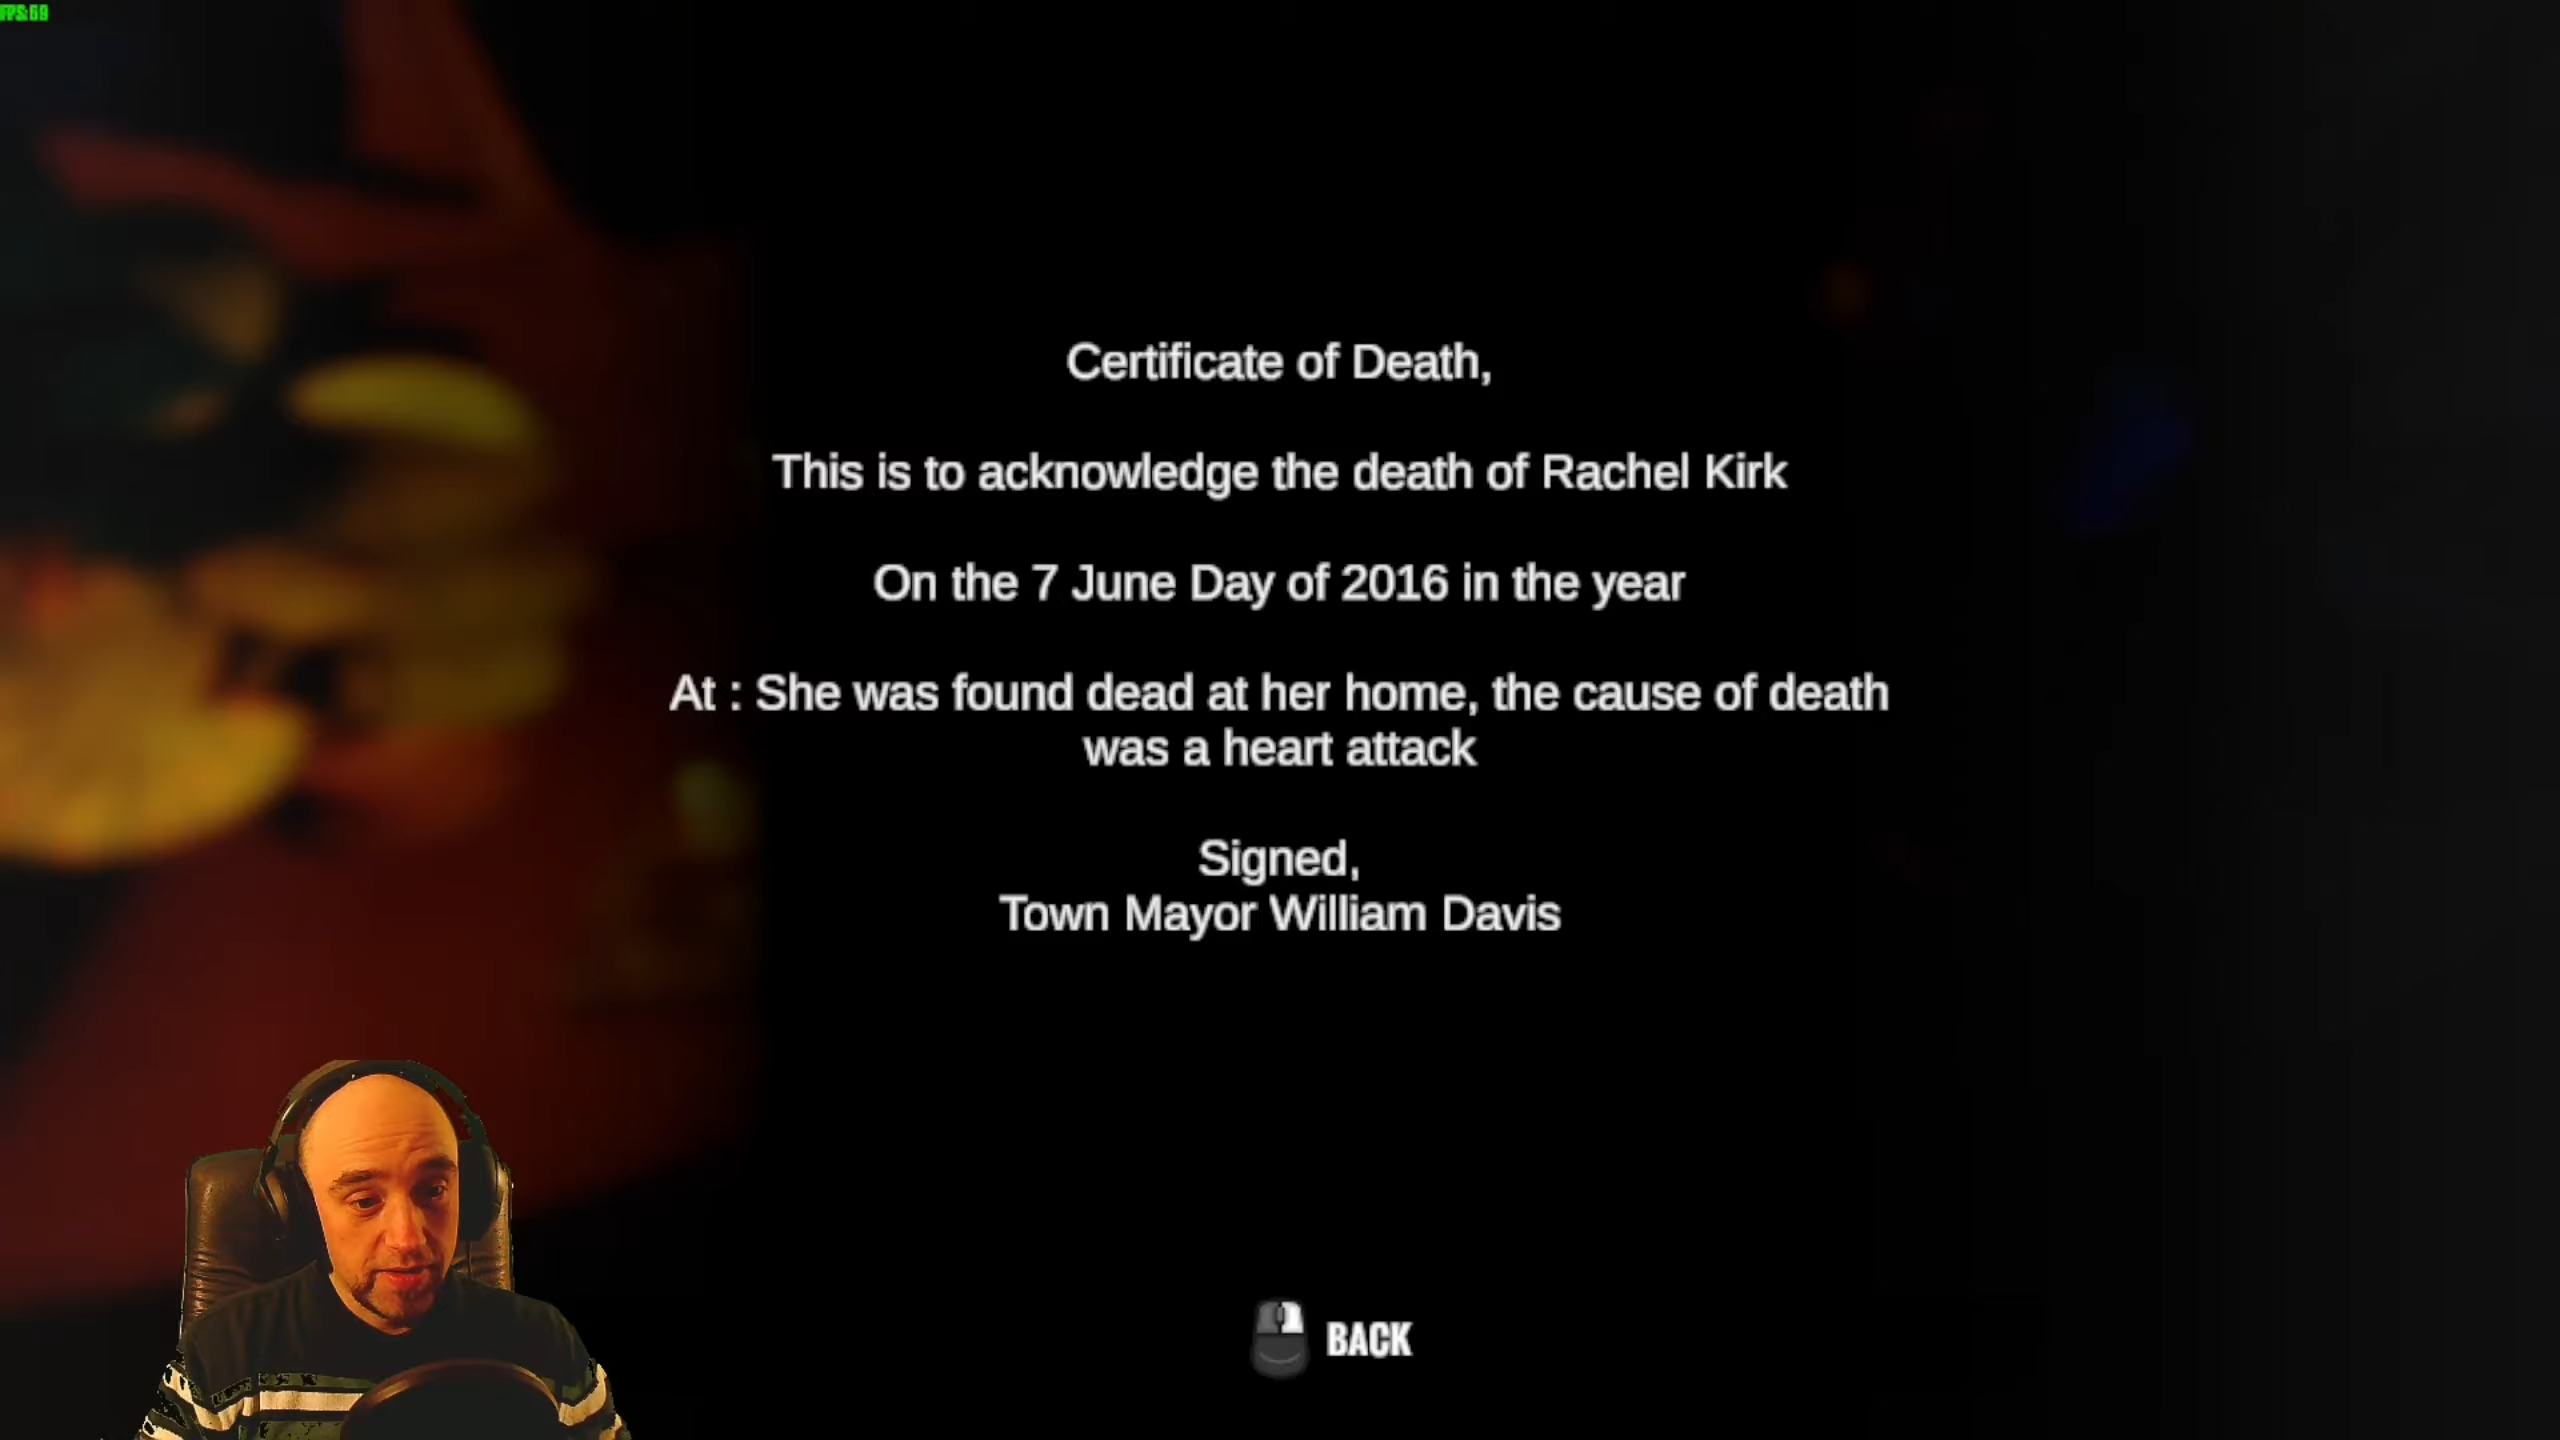 FPS:69
Certificate of Death,
This is to acknowledge the death of Rachel Kirk
On the 7 June Day of 2016 in the year
At : She was found dead at her home, the cause of death
was a heart attack
Signed,
Town Mayor William Davis
BACK